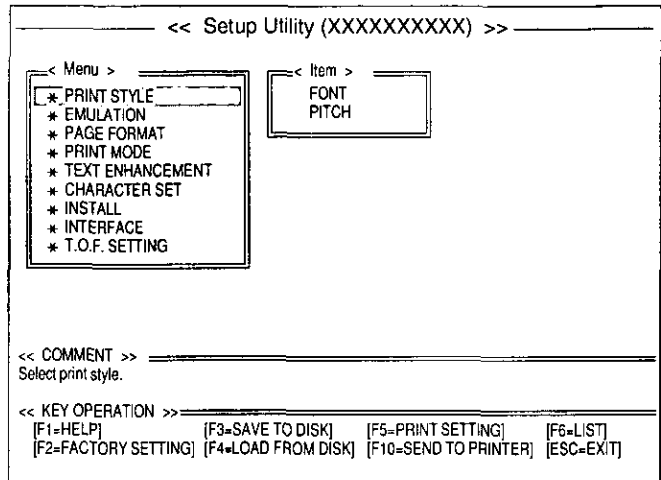 << Setup Utility (XXXXXXXXXX) >>
< Menu >
* PRINT STYLE
* EMULATION
* PAGE FORMAT
* PRINT MODE
* TEXT ENHANCEMENT
* CHARACTER SET
* INSTALL
* INTERFACE
* T.O.F. SETTING
< Item >
FONT
PITCH
<< COMMENT >>
Select print style.
<< KEY OPERATION >>
[F1=HELP] [F3=SAVE TO DISK] [F5=PRINT SETTING] [F6=LIST]
[F2=FACTORY SETTING] [F4=LOAD FROM DISK] [F10=SEND TO PRINTER] [ESC=EXIT]